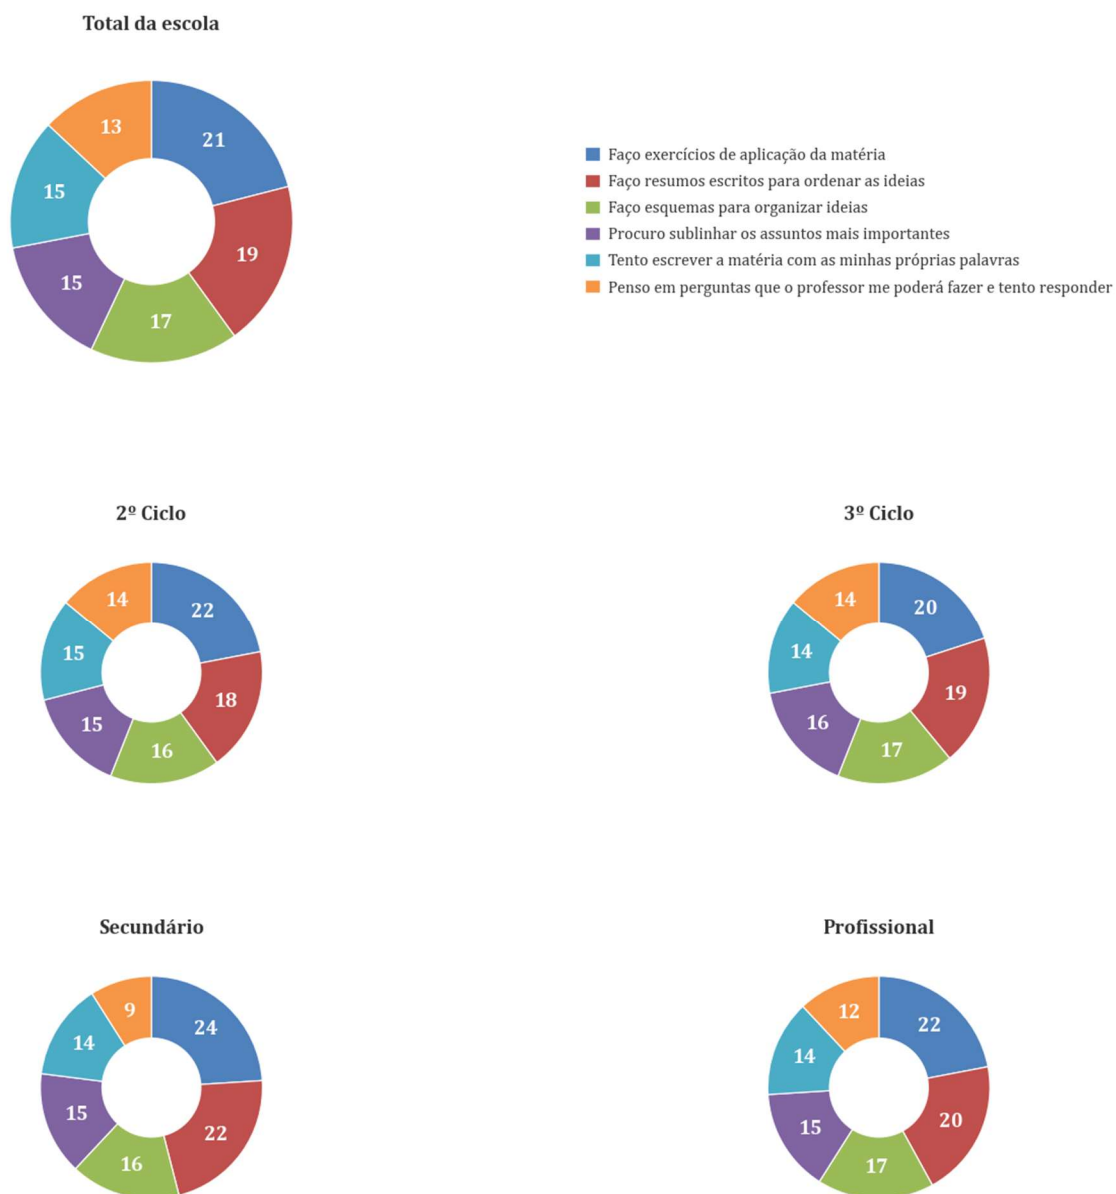 Total da escola
21
19
17
15
15
13
Faço exercícios de aplicação da matéria
Faço resumos escritos para ordenar as ideias
Faço esquemas para organizar ideias
Procuro sublinhar os assuntos mais importantes
Tento escrever a matéria com as minhas próprias palavras
Penso em perguntas que o professor me poderá fazer e tento responder
2º Ciclo
22
18
16
15
15
14
3º Ciclo
20
19
17
16
14
14
Secundário
24
22
16
15
14
9
Profissional
22
20
17
15
14
12